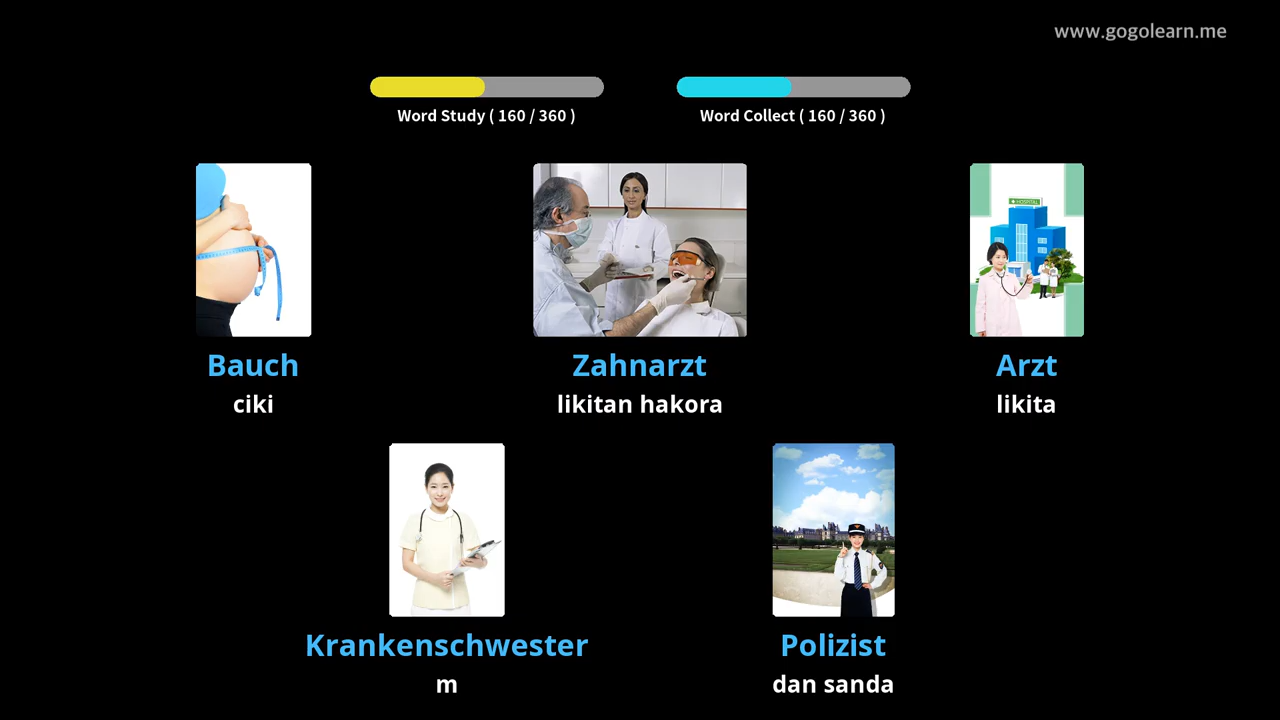 www.gogolearn.me
Word Study ( 160 / 360 )
Word Collect ( 160 / 360 )
HOSPITAL
Bauch
ciki
Zahnarzt
likitan hakora
Arzt
likita
Krankenschwester
m
Polizist
dan sanda